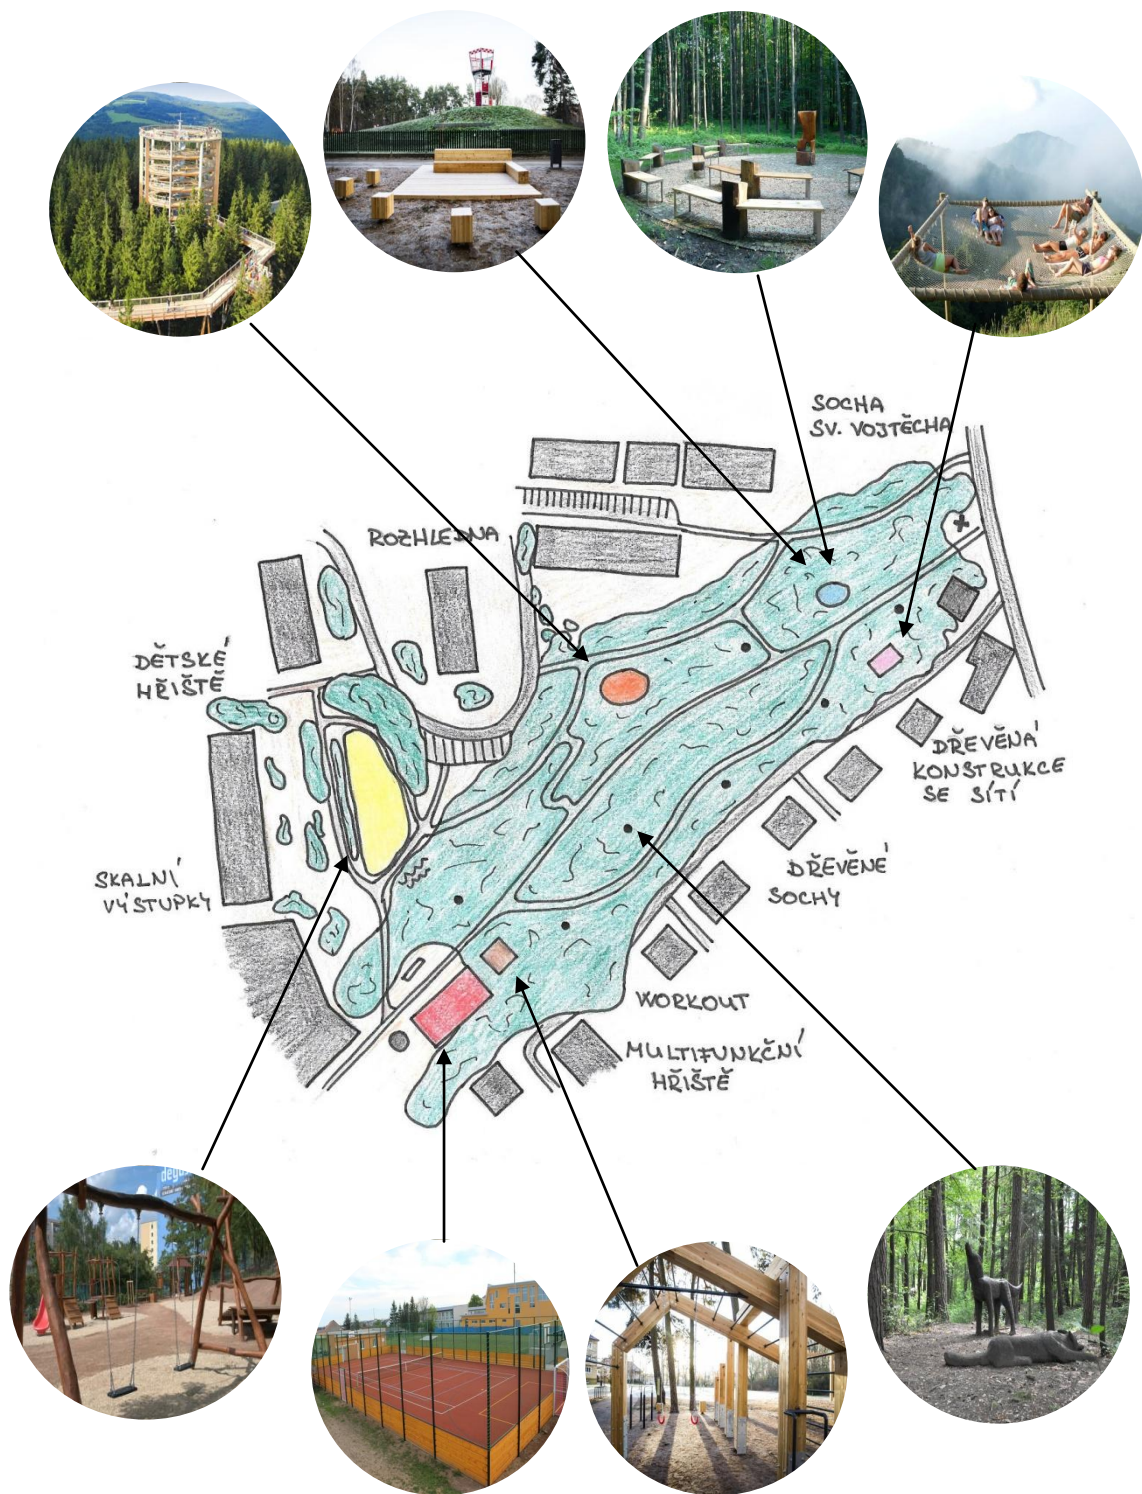 SOCHA
SV. VOJTĚCHA
ROZHLEDNA
DĚTSKÉ
HŘIŠTĚ
DŘEVĚNÁ
KONSTRUKCE
SE SÍTÍ
SKALNÍ
VÝSTUPKY
DŘEVĚNÉ
SOCHY
WORKOUT
MULTIFUNKČNÍ
HŘIŠTĚ